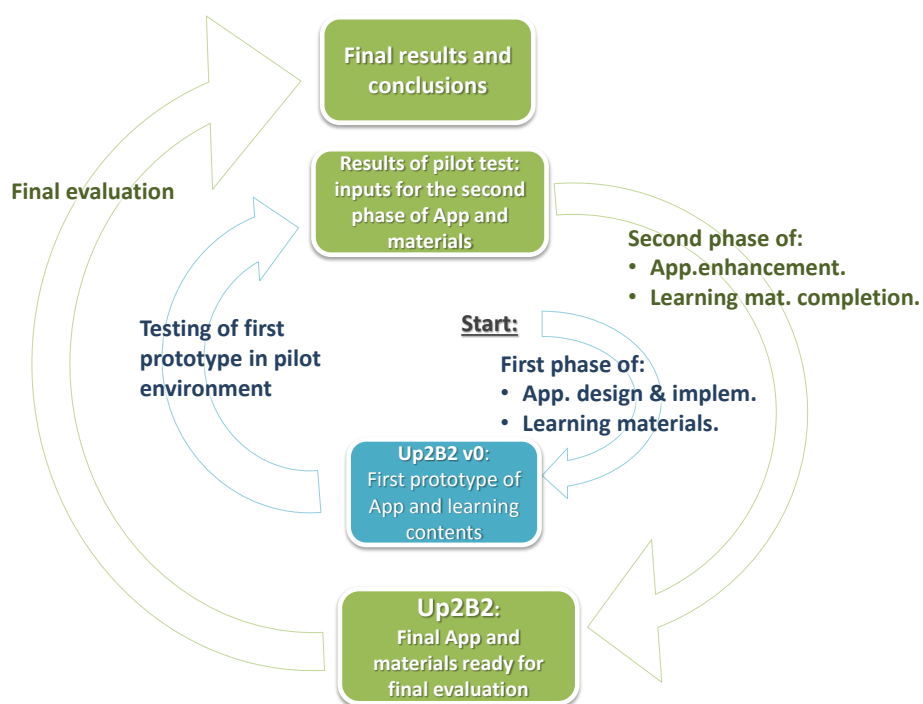 Final results and
conclusions
Results of pilot test:
inputs for the second
phase of App and
materials
Final evaluation
Second phase of:
• App.enhancement.
• Learning mat. completion.
Testing of first
prototype in pilot
environment
Start:
First phase of:
• App. design & implem.
• Learning materials.
Up2B2 v0:
First prototype of
App and learning
contents
Up2B2:
Final App and
materials ready for
final evaluation